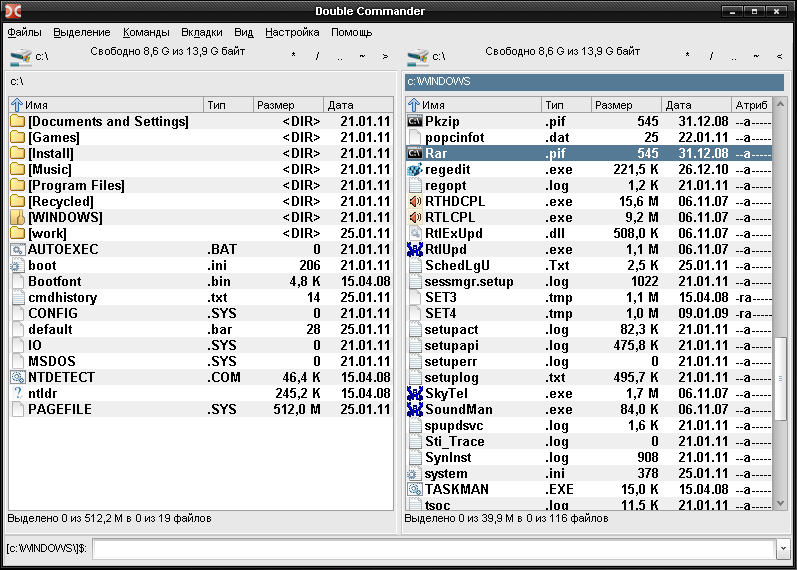 Double Commander
Файлы Выделение Команды Вкладки Вид Настройка Помощь
c:\ Свободно 8,6 G из 13,9 G байт * / .. ~ >
c:\
Имя Тип Размер Дата
[Documents and Settings] <DIR> 21.01.11
[Games] <DIR> 21.01.11
[Install] <DIR> 21.01.11
[Music] <DIR> 21.01.11
[Program Files] <DIR> 21.01.11
[Recycled] <DIR> 21.01.11
[WINDOWS] <DIR> 21.01.11
[work] <DIR> 25.01.11
AUTOEXEC .BAT 0 21.01.11
boot .ini 206 21.01.11
Bootfont .bin 4,8 K 15.04.08
cmdhistory .txt 14 25.01.11
CONFIG .SYS 0 21.01.11
default .bar 28 25.01.11
IO .SYS 0 21.01.11
MSDOS .SYS 0 21.01.11
NTDETECT .COM 46,4 K 15.04.08
ntldr 245,2 K 15.04.08
PAGEFILE .SYS 512,0 M 25.01.11
Выделено 0 из 512,2 M в 0 из 19 файлов
c:\ Свободно 8,6 G из 13,9 G байт * / .. ~ <
c:\WINDOWS
Имя Тип Размер Дата Атриб
Pkzip .pif 545 31.12.08 --a-----
popcinfot .dat 25 22.01.11 --a-----
Rar .pif 545 31.12.08 --a-----
regedit .exe 221,5 K 26.12.10 --a-----
regopt .log 1,2 K 21.01.11 --a-----
RTHDCPL .exe 15,6 M 06.11.07 --a-----
RTLCPL .exe 9,2 M 06.11.07 --a-----
RtlExUpd .dll 508,0 K 06.11.07 --a-----
RtlUpd .exe 1,1 M 06.11.07 --a-----
SchedLgU .Txt 2,5 K 25.01.11 --a-----
sessmgr.setup .log 1022 21.01.11 --a-----
SET3 .tmp 1,1 M 15.04.08 -ra-----
SET4 .tmp 1,0 M 09.01.09 -ra-----
setupact .log 82,3 K 21.01.11 --a-----
setupapi .log 475,8 K 21.01.11 --a-----
setuperr .log 0 21.01.11 --a-----
setuplog .txt 495,7 K 21.01.11 --a-----
SkyTel .exe 1,7 M 06.11.07 --a-----
SoundMan .exe 84,0 K 06.11.07 --a-----
spupdsvc .log 1,6 K 21.01.11 --a-----
Sti_Trace .log 0 21.01.11 --a-----
SynInst .log 908 21.01.11 --a-----
system .ini 378 25.01.11 --a-----
TASKMAN .EXE 15,0 K 15.04.08 --a-----
tsoc .log 11,5 K 21.01.11 --a-----
Выделено 0 из 39,9 M в 0 из 116 файлов
[c:\WINDOWS\]$: